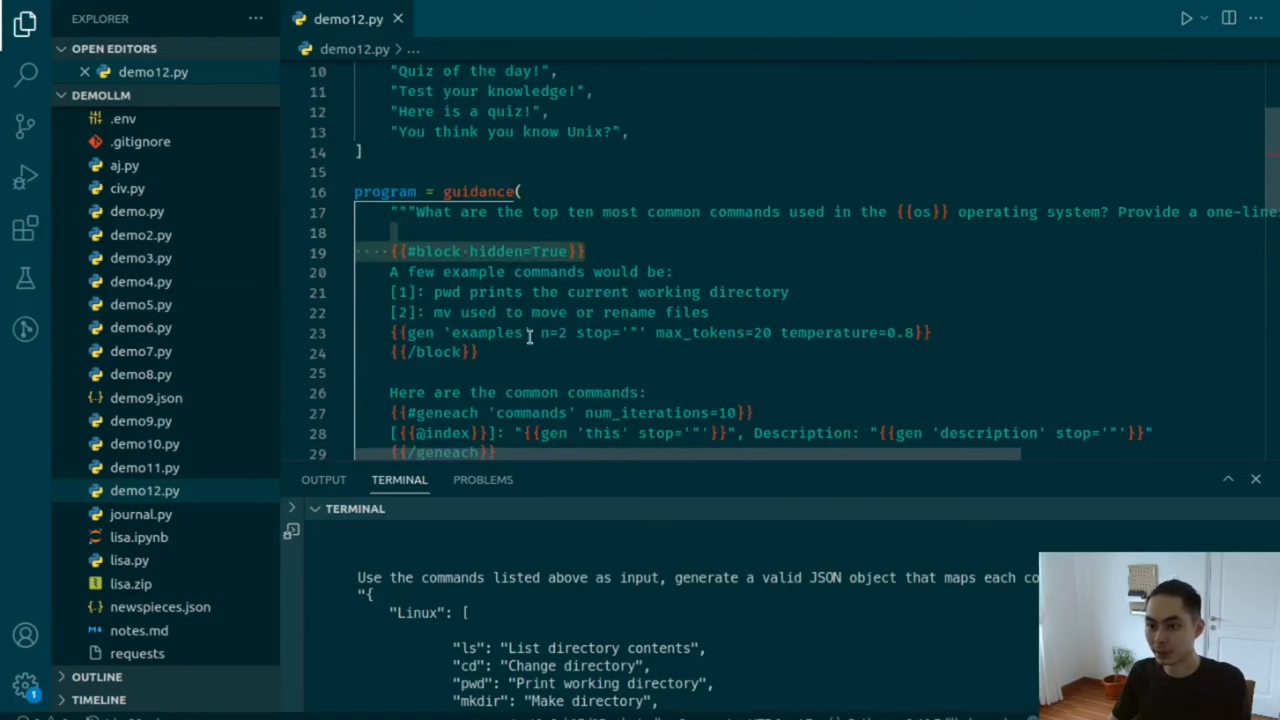 EXPLORER
OPEN EDITORS
demo12.py
DEMOLLM
.env
.gitignore
aj.py
civ.py
demo.py
demo2.py
demo3.py
demo4.py
demo5.py
demo6.py
demo7.py
demo8.py
demo9.json
demo9.py
demo10.py
demo11.py
demo12.py
journal.py
lisa.ipynb
lisa.py
lisa.zip
newspieces.json
notes.md
requests
OUTLINE
TIMELINE
1
demo12.py
demo12.py > ...
10 "Quiz of the day!",
11 "Test your knowledge!",
12 "Here is a quiz!",
13 "You think you know Unix?",
14 ]
15
16 program = guidance(
17 """What are the top ten most common commands used in the {{os}} operating system? Provide a one-line
18
19 {{#block hidden=True}}
20 A few example commands would be:
21 [1]: pwd prints the current working directory
22 [2]: mv used to move or rename files
23 {{gen 'examples' n=2 stop='"' max_tokens=20 temperature=0.8}}
24 {{/block}}
25
26 Here are the common commands:
27 {{#geneach 'commands' num_iterations=10}}
28 [{{@index}}]: "{{gen 'this' stop='"'}}", Description: "{{gen 'description' stop='"'}}"
29 {{/geneach}}
OUTPUT TERMINAL PROBLEMS
TERMINAL
Use the commands listed above as input, generate a valid JSON object that maps each co
"{
"Linux": [
"ls": "List directory contents",
"cd": "Change directory",
"pwd": "Print working directory",
"mkdir": "Make directory",